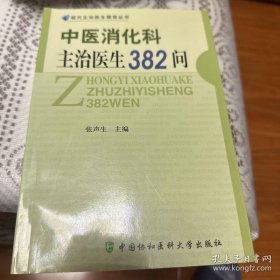 现代主治医生提高丛书
中医消化科
主治医生382问
ZHONGYI XIAOHUAKE
ZHUZHIYISHENG
382WEN
张声生 主编
中国协和医科大学出版社